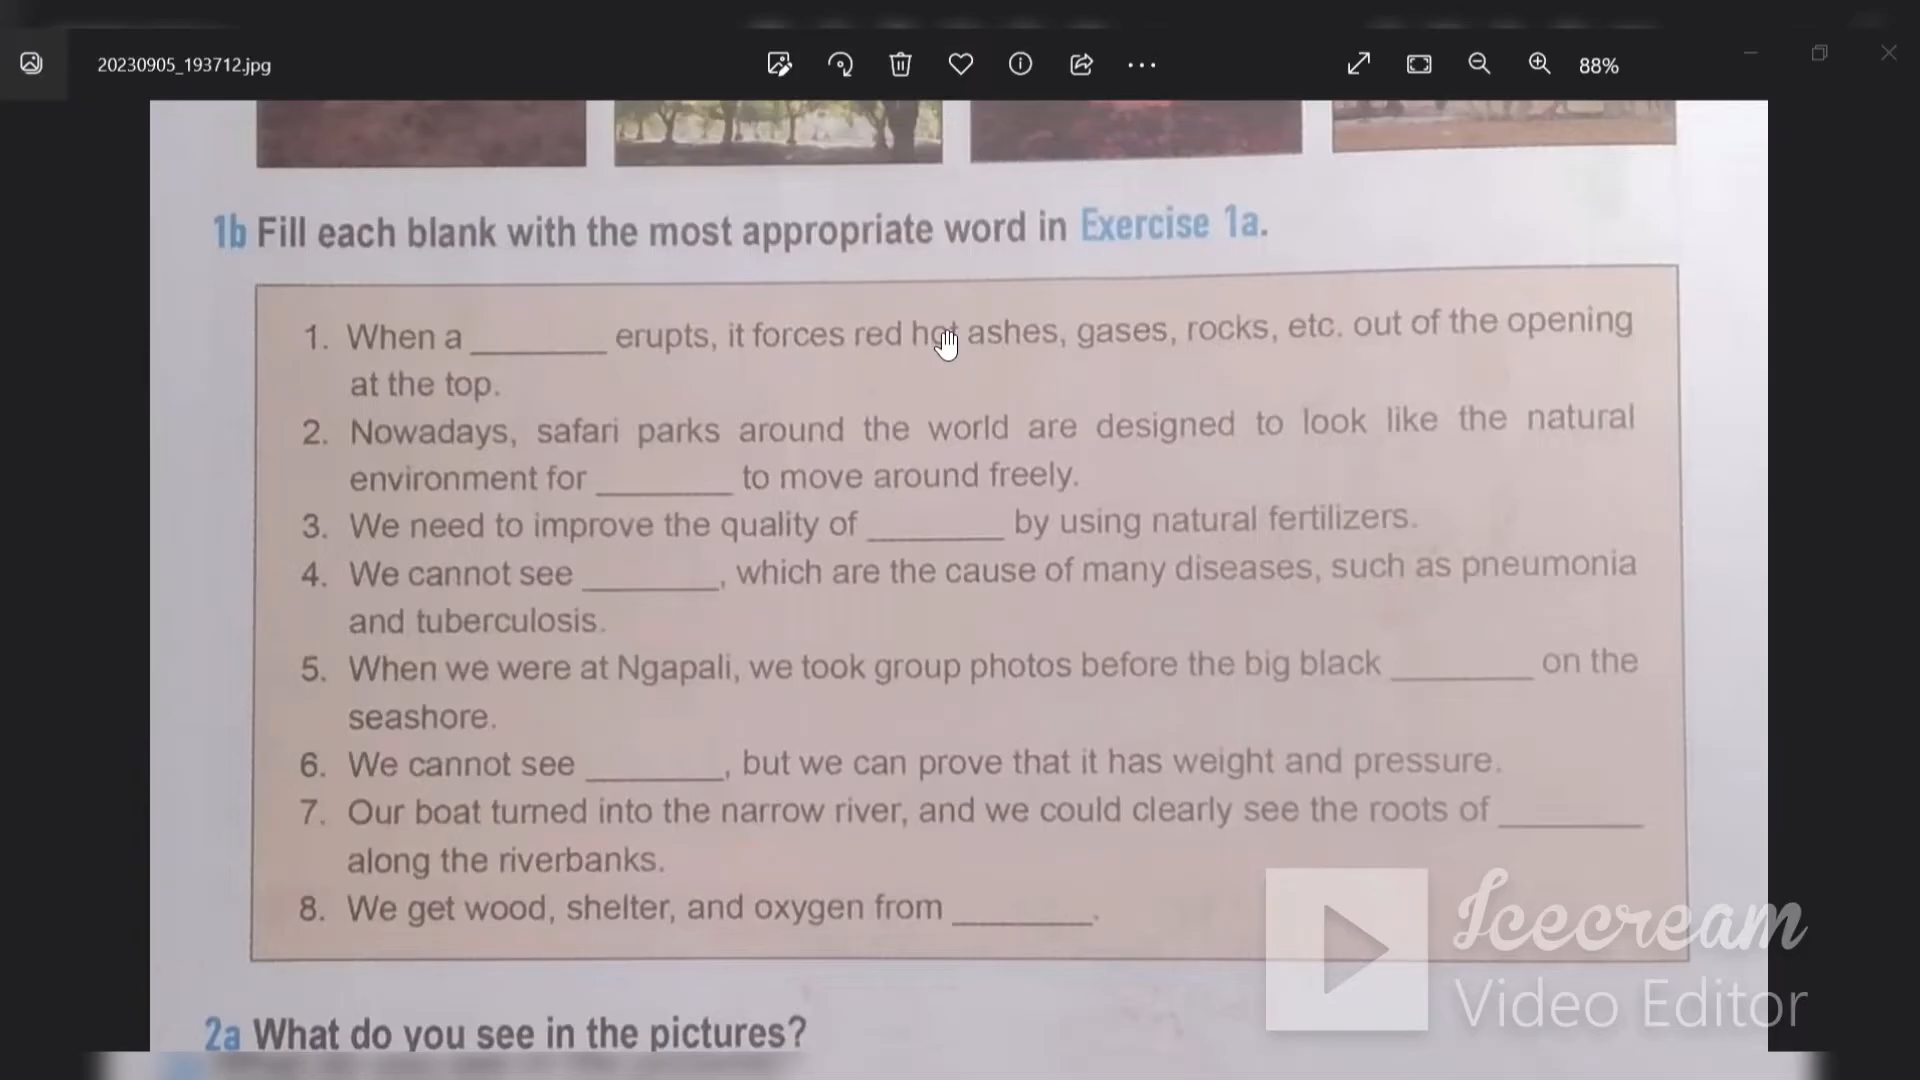 20230905_193712.jpg
88%
1b Fill each blank with the most appropriate word in Exercise 1a.
1. When a ________ erupts, it forces red hot ashes, gases, rocks, etc. out of the opening
at the top.
2. Nowadays, safari parks around the world are designed to look like the natural
environment for ________ to move around freely.
3. We need to improve the quality of ________ by using natural fertilizers.
4. We cannot see ________, which are the cause of many diseases, such as pneumonia
and tuberculosis.
5. When we were at Ngapali, we took group photos before the big black ________ on the
seashore.
6. We cannot see ________, but we can prove that it has weight and pressure.
7. Our boat turned into the narrow river, and we could clearly see the roots of ________
along the riverbanks.
8. We get wood, shelter, and oxygen from ________.
Icecream
Video Editor
2a What do you see in the pictures?